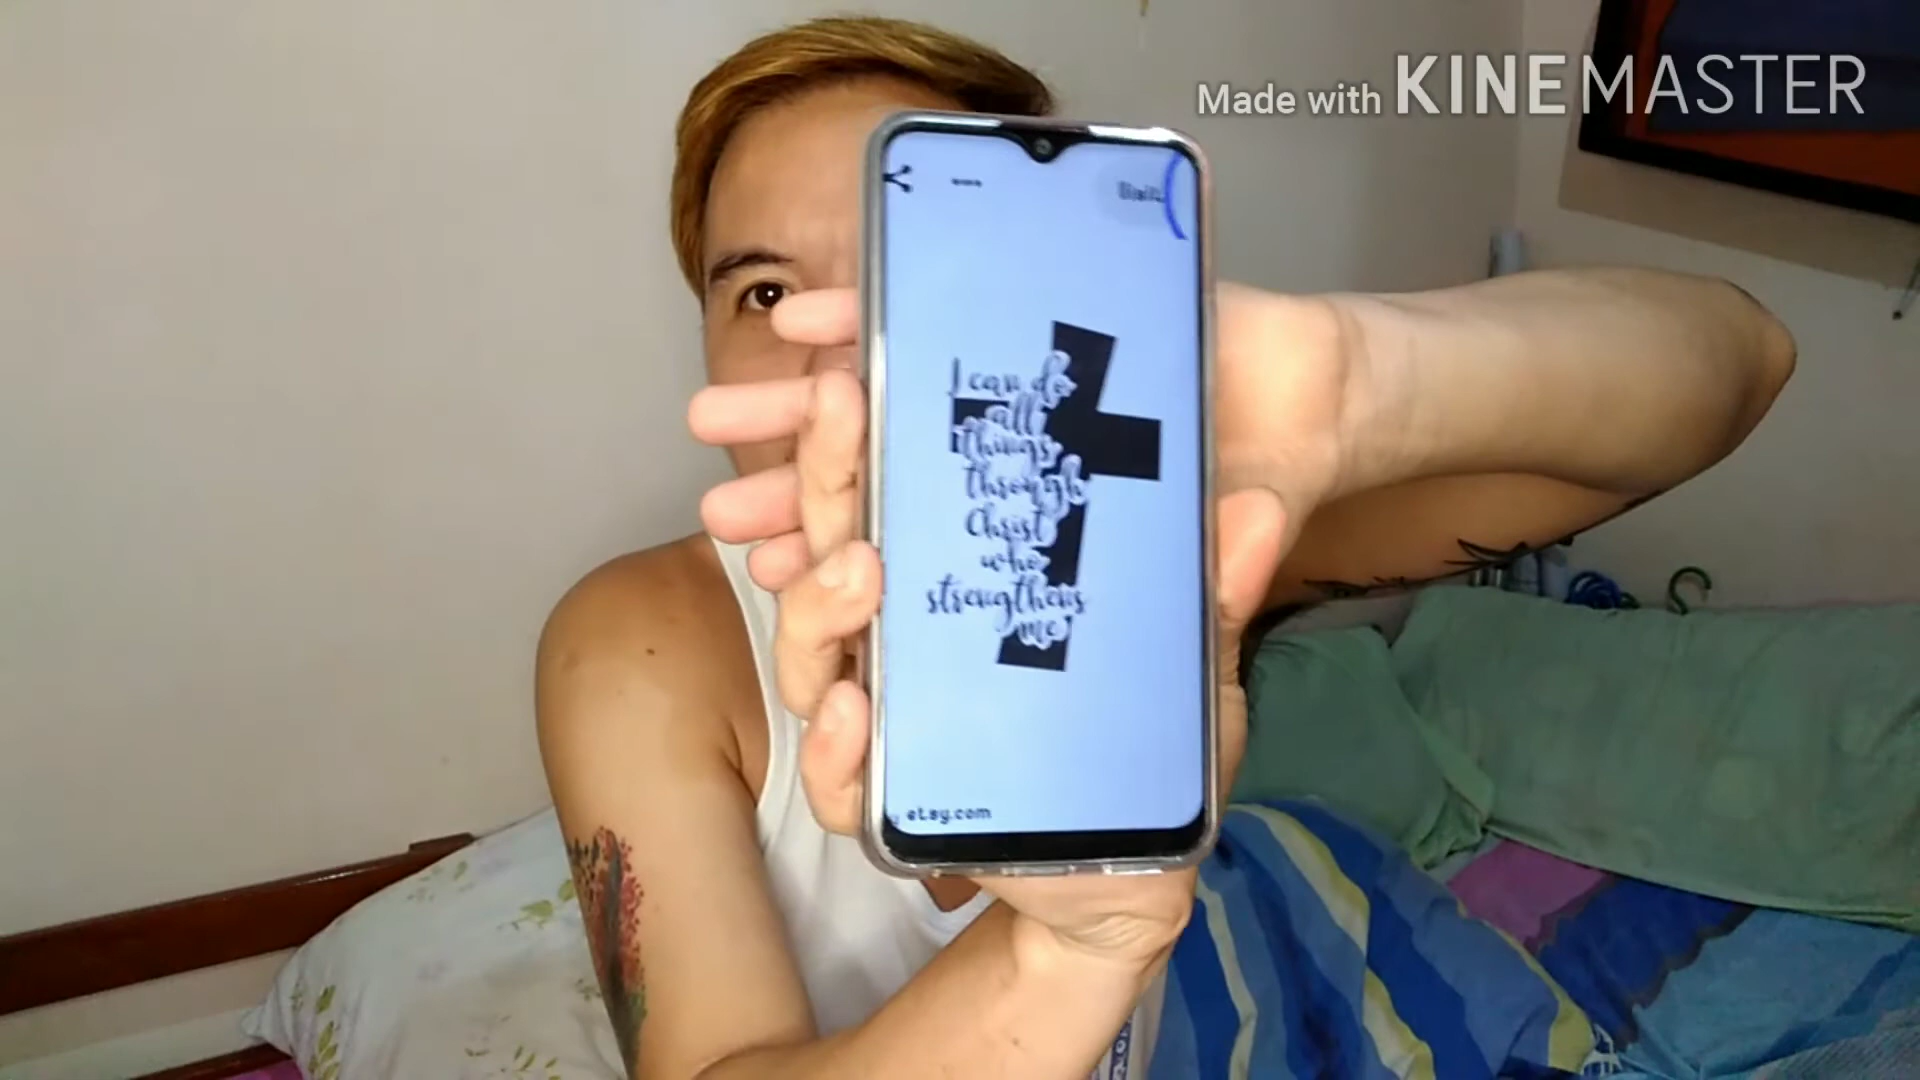 Made with KINEMASTER
I can do
all
things
through
Christ
who
strengthens
me
etsy.com